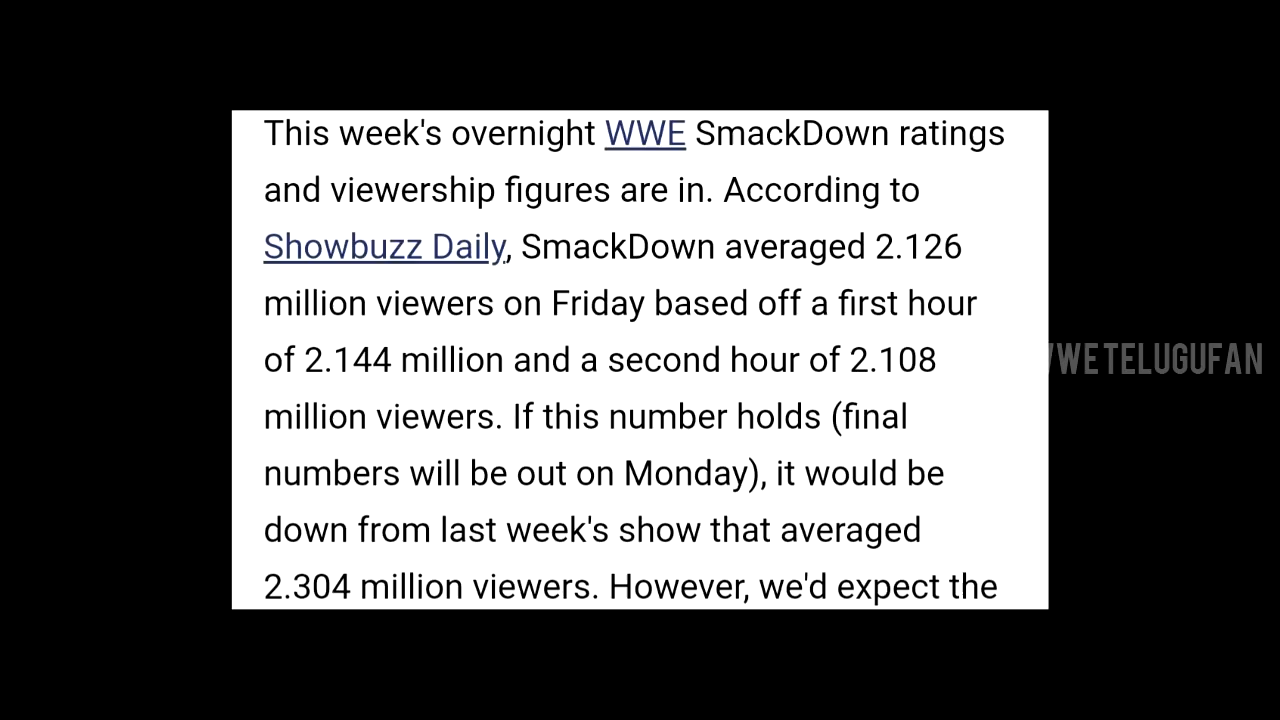 This week's overnight WWE SmackDown ratings
and viewership figures are in. According to
Showbuzz Daily, SmackDown averaged 2.126
million viewers on Friday based off a first hour
of 2.144 million and a second hour of 2.108
million viewers. If this number holds (final
numbers will be out on Monday), it would be
down from last week's show that averaged
2.304 million viewers. However, we'd expect the
WWETELUGUFAN